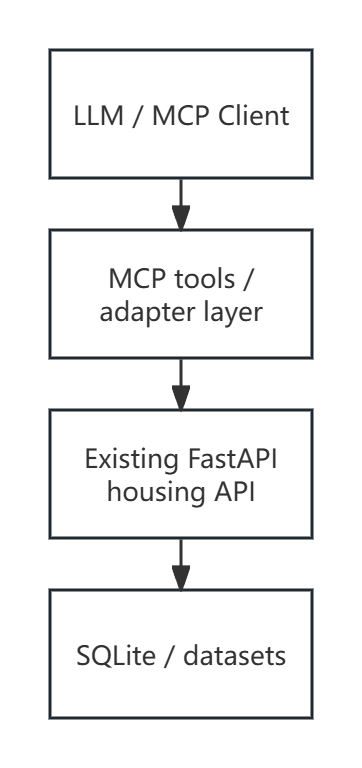 LLM / MCP Client
MCP tools /
adapter layer
Existing FastAPI
housing API
SQLite / datasets